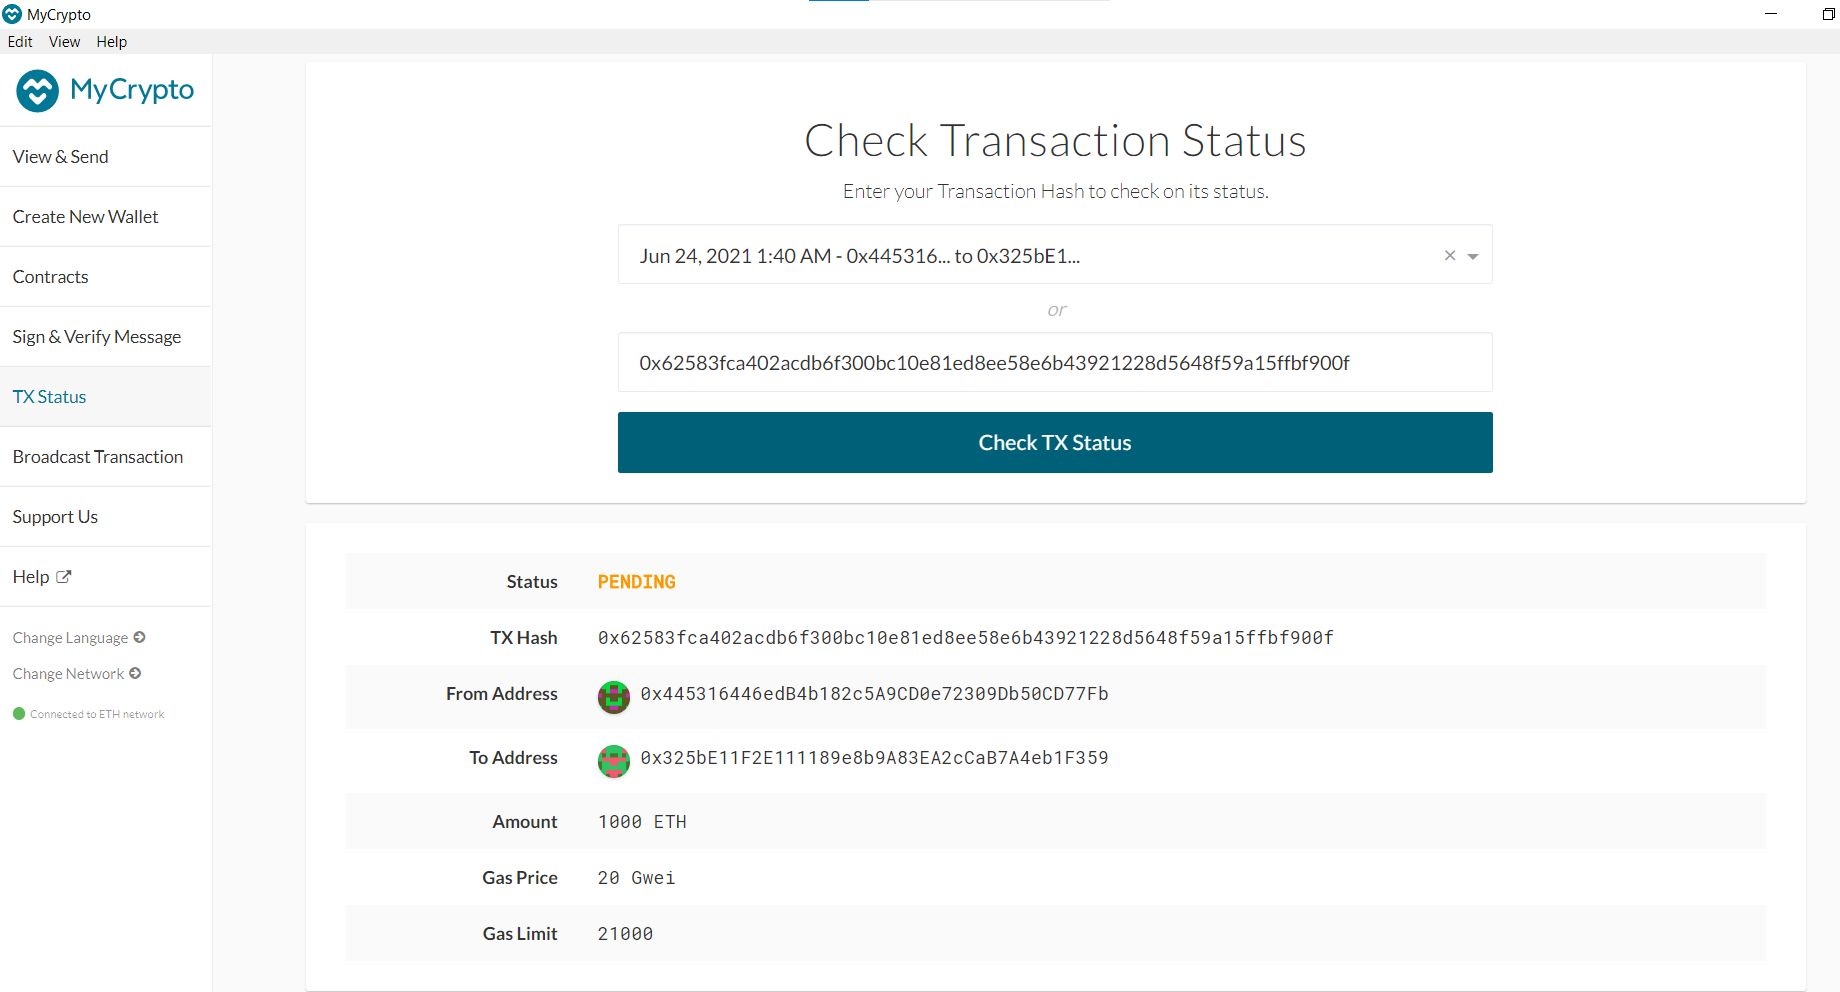 MyCrypto
Edit View Help
MyCrypto
View & Send
Create New Wallet
Contracts
Sign & Verify Message
TX Status
Broadcast Transaction
Support Us
Help
Change Language
Change Network
Connected to ETH network
Check Transaction Status
Enter your Transaction Hash to check on its status.
Jun 24, 2021 1:40 AM - 0x445316... to 0x325bE1...
or
0x62583fca402acdb6f300bc10e81ed8ee58e6b43921228d5648f59a15ffbf900f
Check TX Status
Status PENDING
TX Hash 0x62583fca402acdb6f300bc10e81ed8ee58e6b43921228d5648f59a15ffbf900f
From Address 0x445316446edB4b182c5A9CD0e72309Db50CD77Fb
To Address 0x325bE11F2E111189e8b9A83EA2cCaB7A4eb1F359
Amount 1000 ETH
Gas Price 20 Gwei
Gas Limit 21000